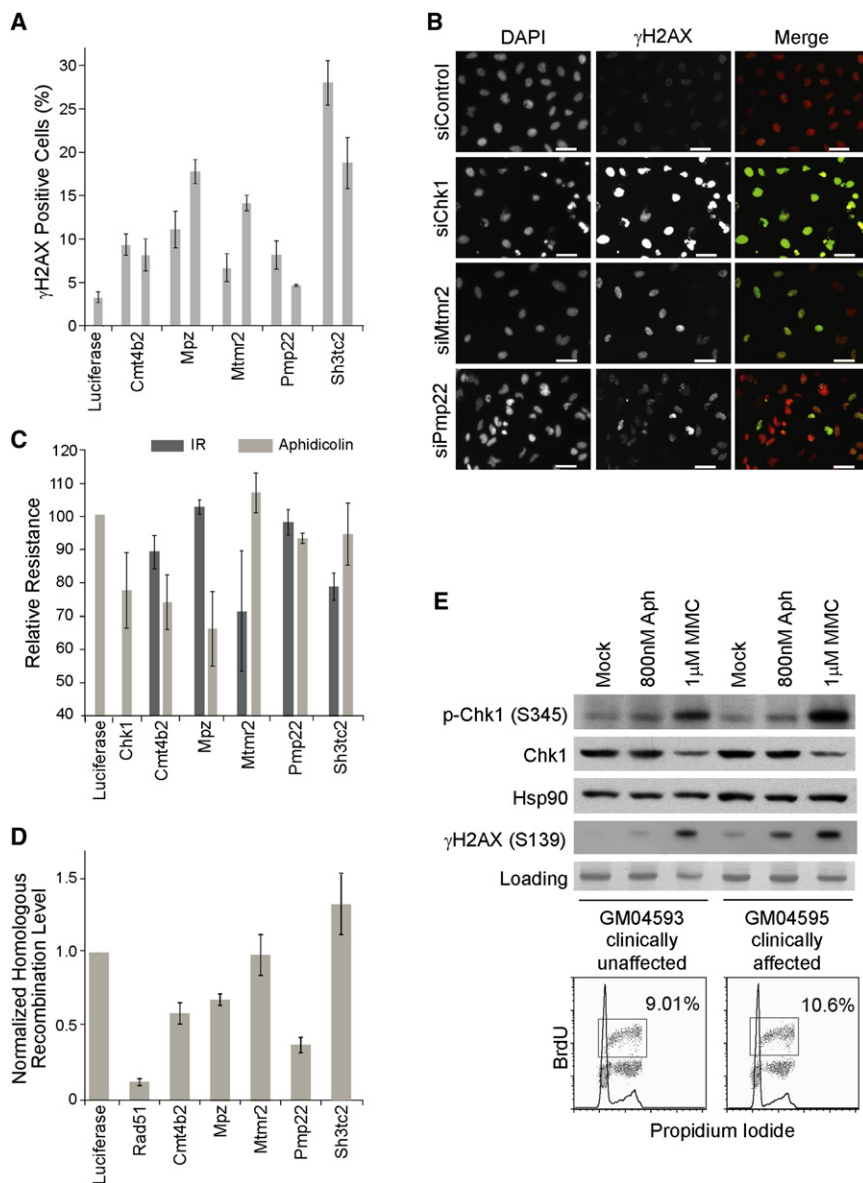 A
γH2AX Positive Cells (%)
30
25
20
15
10
5
0
Luciferase
Cmt4b2
Mpz
Mtmr2
Pmp22
Sh3tc2
B
DAPI
γH2AX
Merge
siControl
siChk1
siMtmr2
siPmp22
C
IR
Aphidicolin
Relative Resistance
120
110
100
90
80
70
60
50
40
Luciferase
Chk1
Cmt4b2
Mpz
Mtmr2
Pmp22
Sh3tc2
D
Normalized Homologous
Recombination Level
1.5
1.0
0.5
0
Luciferase
Rad51
Cmt4b2
Mpz
Mtmr2
Pmp22
Sh3tc2
E
Mock
800nM Aph
1μM MMC
Mock
800nM Aph
1μM MMC
p-Chk1 (S345)
Chk1
Hsp90
γH2AX (S139)
Loading
GM04593
clinically
unaffected
GM04595
clinically
affected
9.01%
10.6%
BrdU
Propidium Iodide